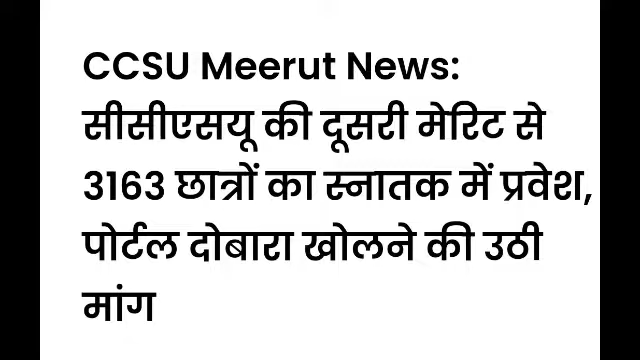 CCSU Meerut News:
सीसीएसयू की दूसरी मेरिट से
3163 छात्रों का स्नातक में प्रवेश,
पोर्टल दोबारा खोलने की उठी
मांग